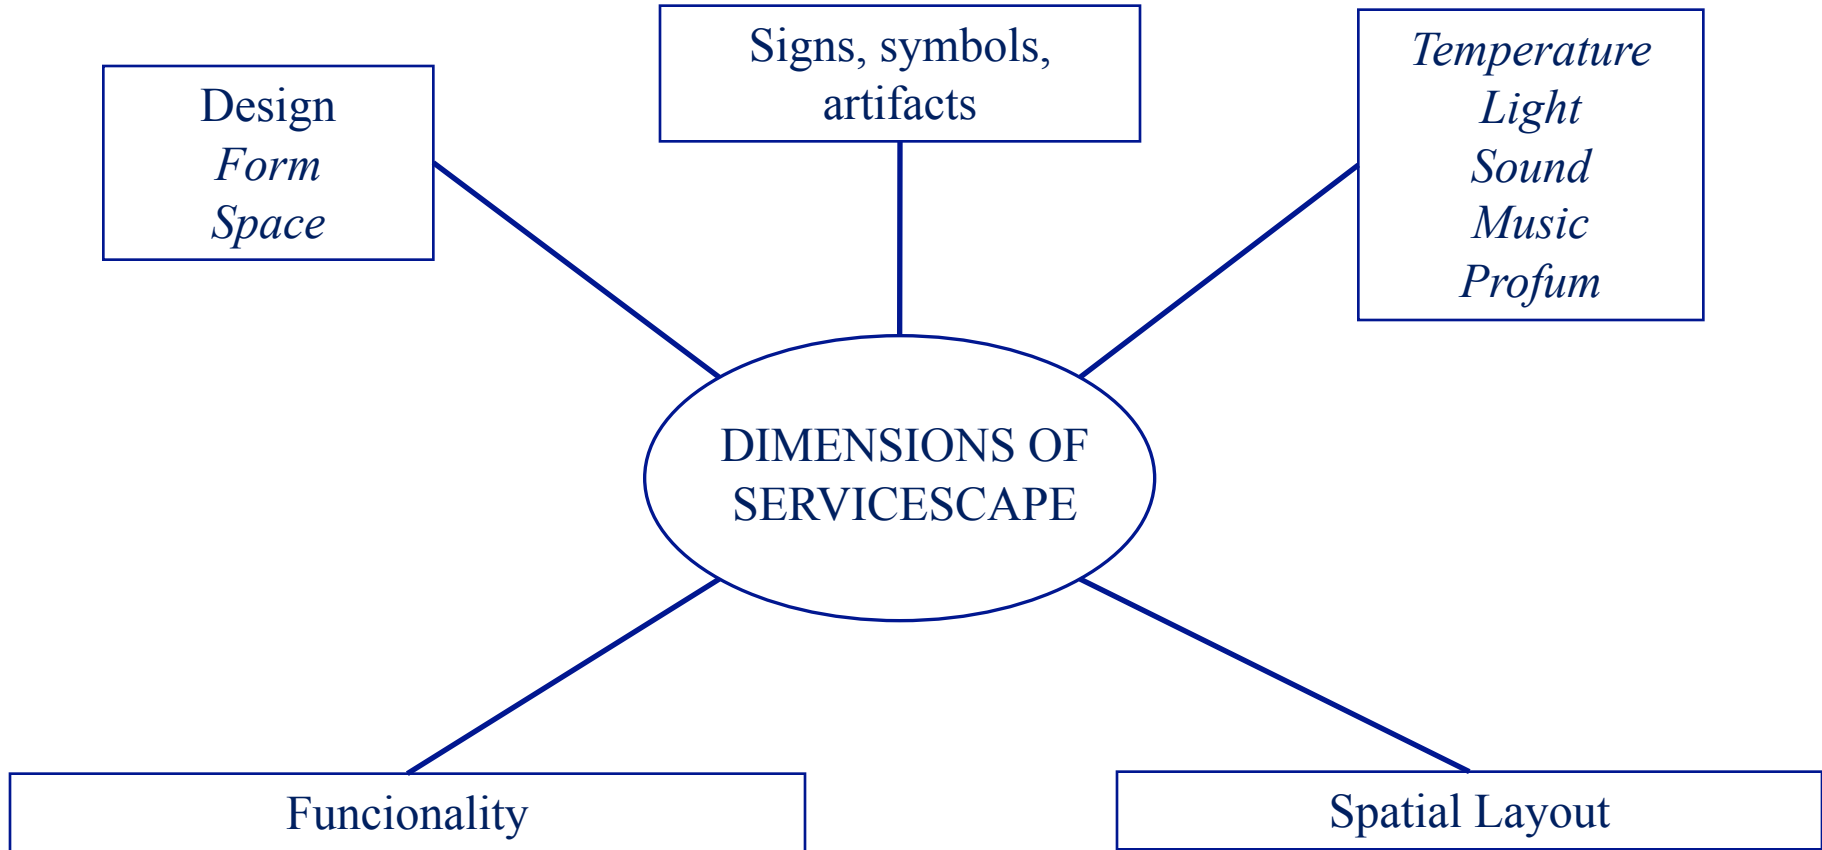 Signs, symbols,
artifacts
Design
Form
Space
Temperature
Light
Sound
Music
Profum
DIMENSIONS OF
SERVICESCAPE
Funcionality
Spatial Layout